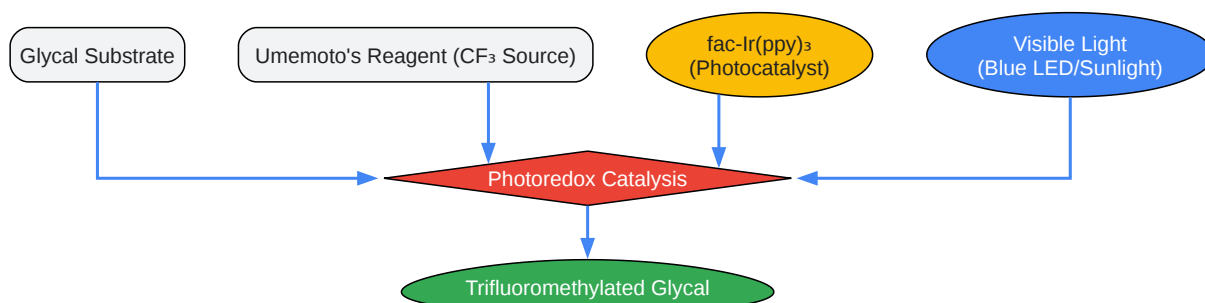 Glycal Substrate
Umemoto's Reagent (CF₃ Source)
fac-Ir(ppy)₃
(Photocatalyst)
Visible Light
(Blue LED/Sunlight)
Photoredox Catalysis
Trifluoromethylated Glycal